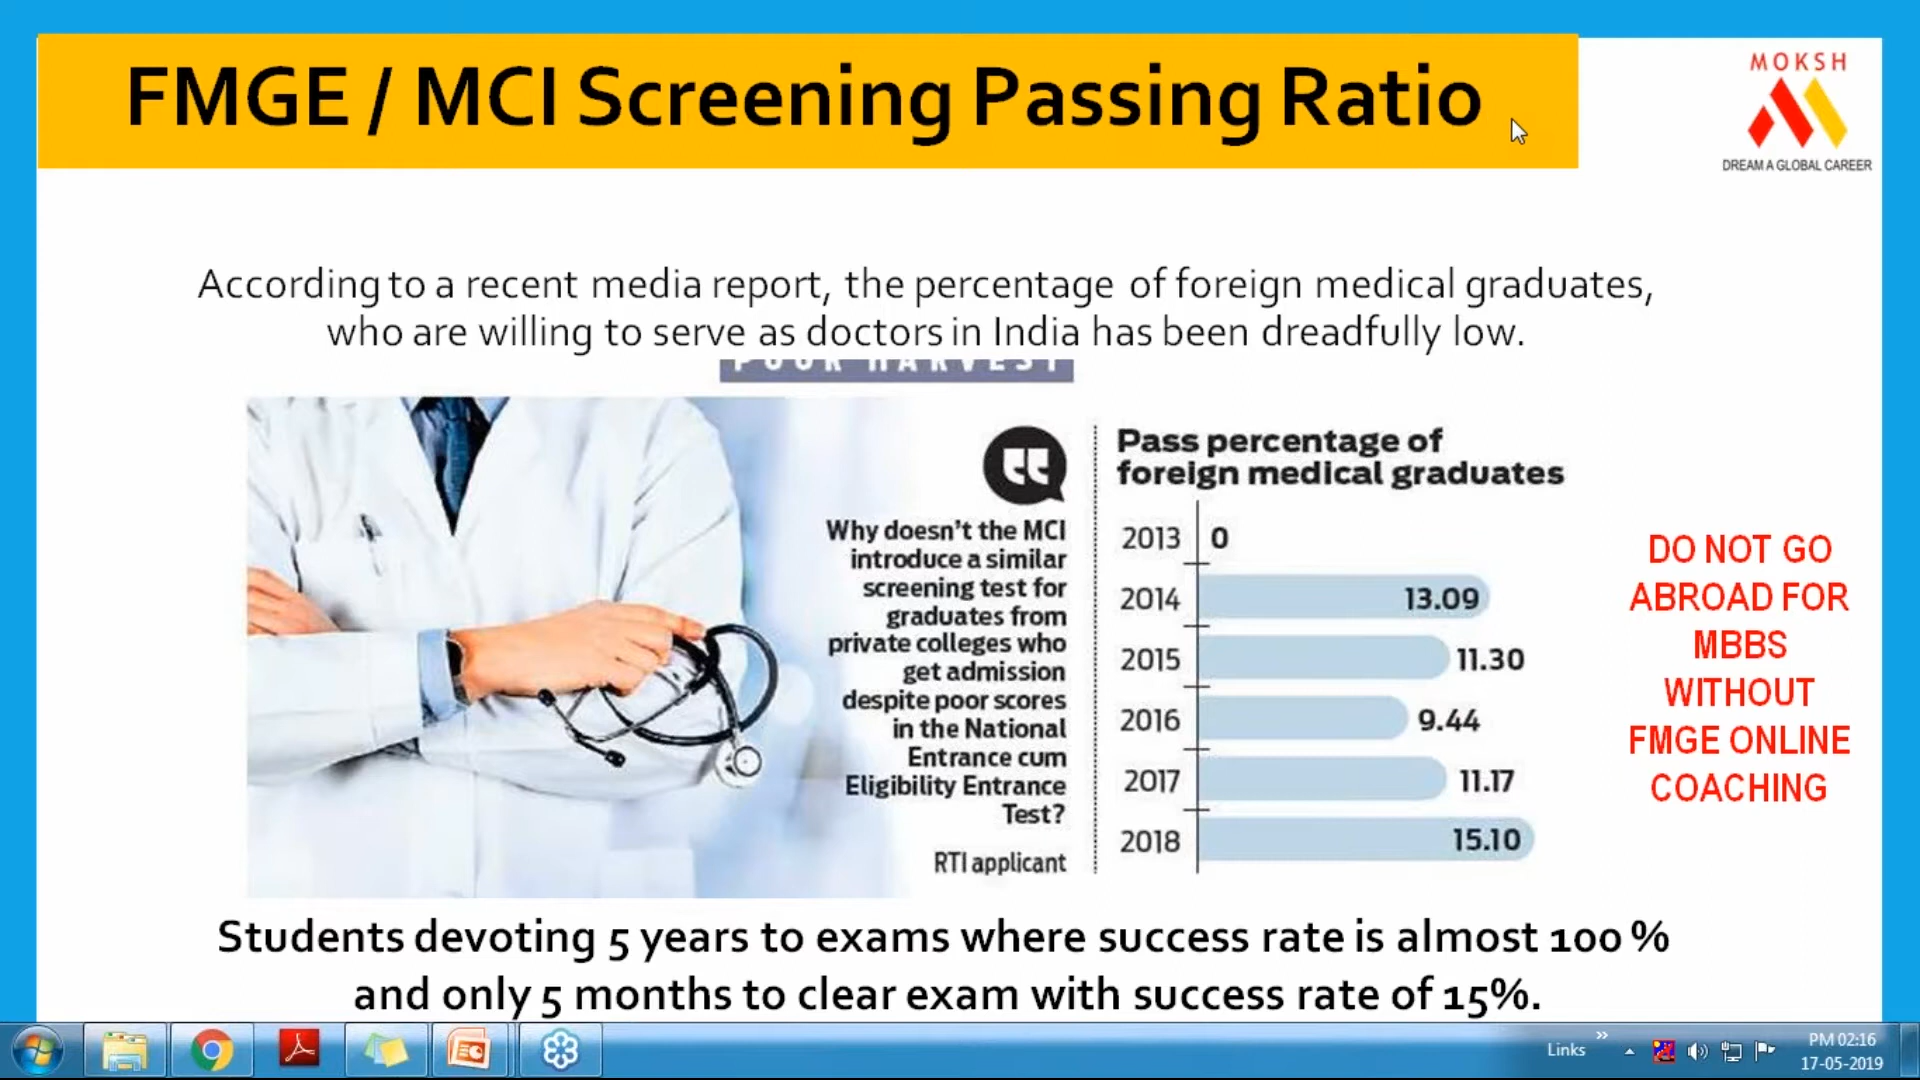 FMGE / MCI Screening Passing Ratio
MOKSH
DREAM A GLOBAL CAREER
According to a recent media report, the percentage of foreign medical graduates,
who are willing to serve as doctors in India has been dreadfully low.
POOR HARVEST
Why doesn't the MCI
introduce a similar
screening test for
graduates from
private colleges who
get admission
despite poor scores
in the National
Entrance cum
Eligibility Entrance
Test?
RTI applicant
Pass percentage of
foreign medical graduates
2013 0
2014 13.09
2015 11.30
2016 9.44
2017 11.17
2018 15.10
DO NOT GO
ABROAD FOR
MBBS
WITHOUT
FMGE ONLINE
COACHING
Students devoting 5 years to exams where success rate is almost 100 %
and only 5 months to clear exam with success rate of 15%.
Links
PM 02:16
17-05-2019